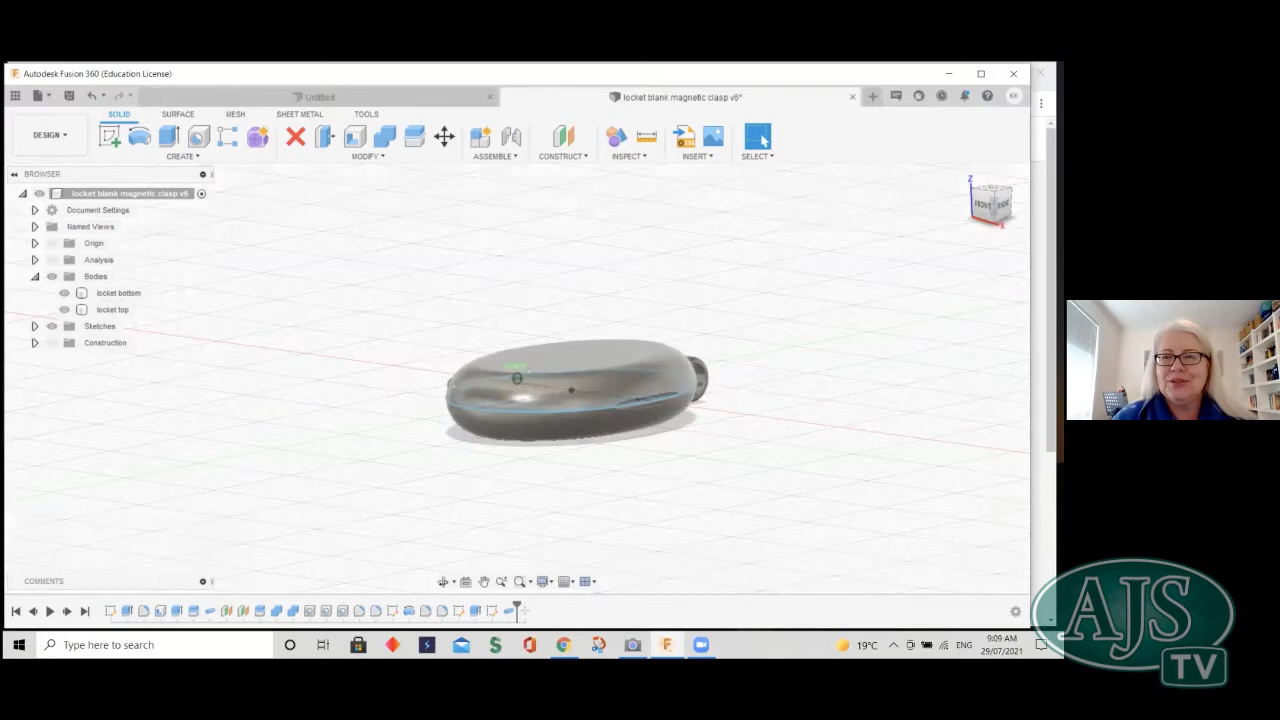 Autodesk Fusion 360 (Education License)
Untitled
locket blank magnetic clasp v6*
KK
SOLID
SURFACE
MESH
SHEET METAL
TOOLS
DESIGN
CREATE
MODIFY
ASSEMBLE
CONSTRUCT
INSPECT
INSERT
SELECT
BROWSER
locket blank magnetic clasp v6
Document Settings
Named Views
Origin
Analysis
Bodies
locket bottom
locket top
Sketches
Construction
Z
FRONT
RIGHT
X
COMMENTS
Type here to search
19°C
ENG
9:09 AM
29/07/2021
AJS
TV